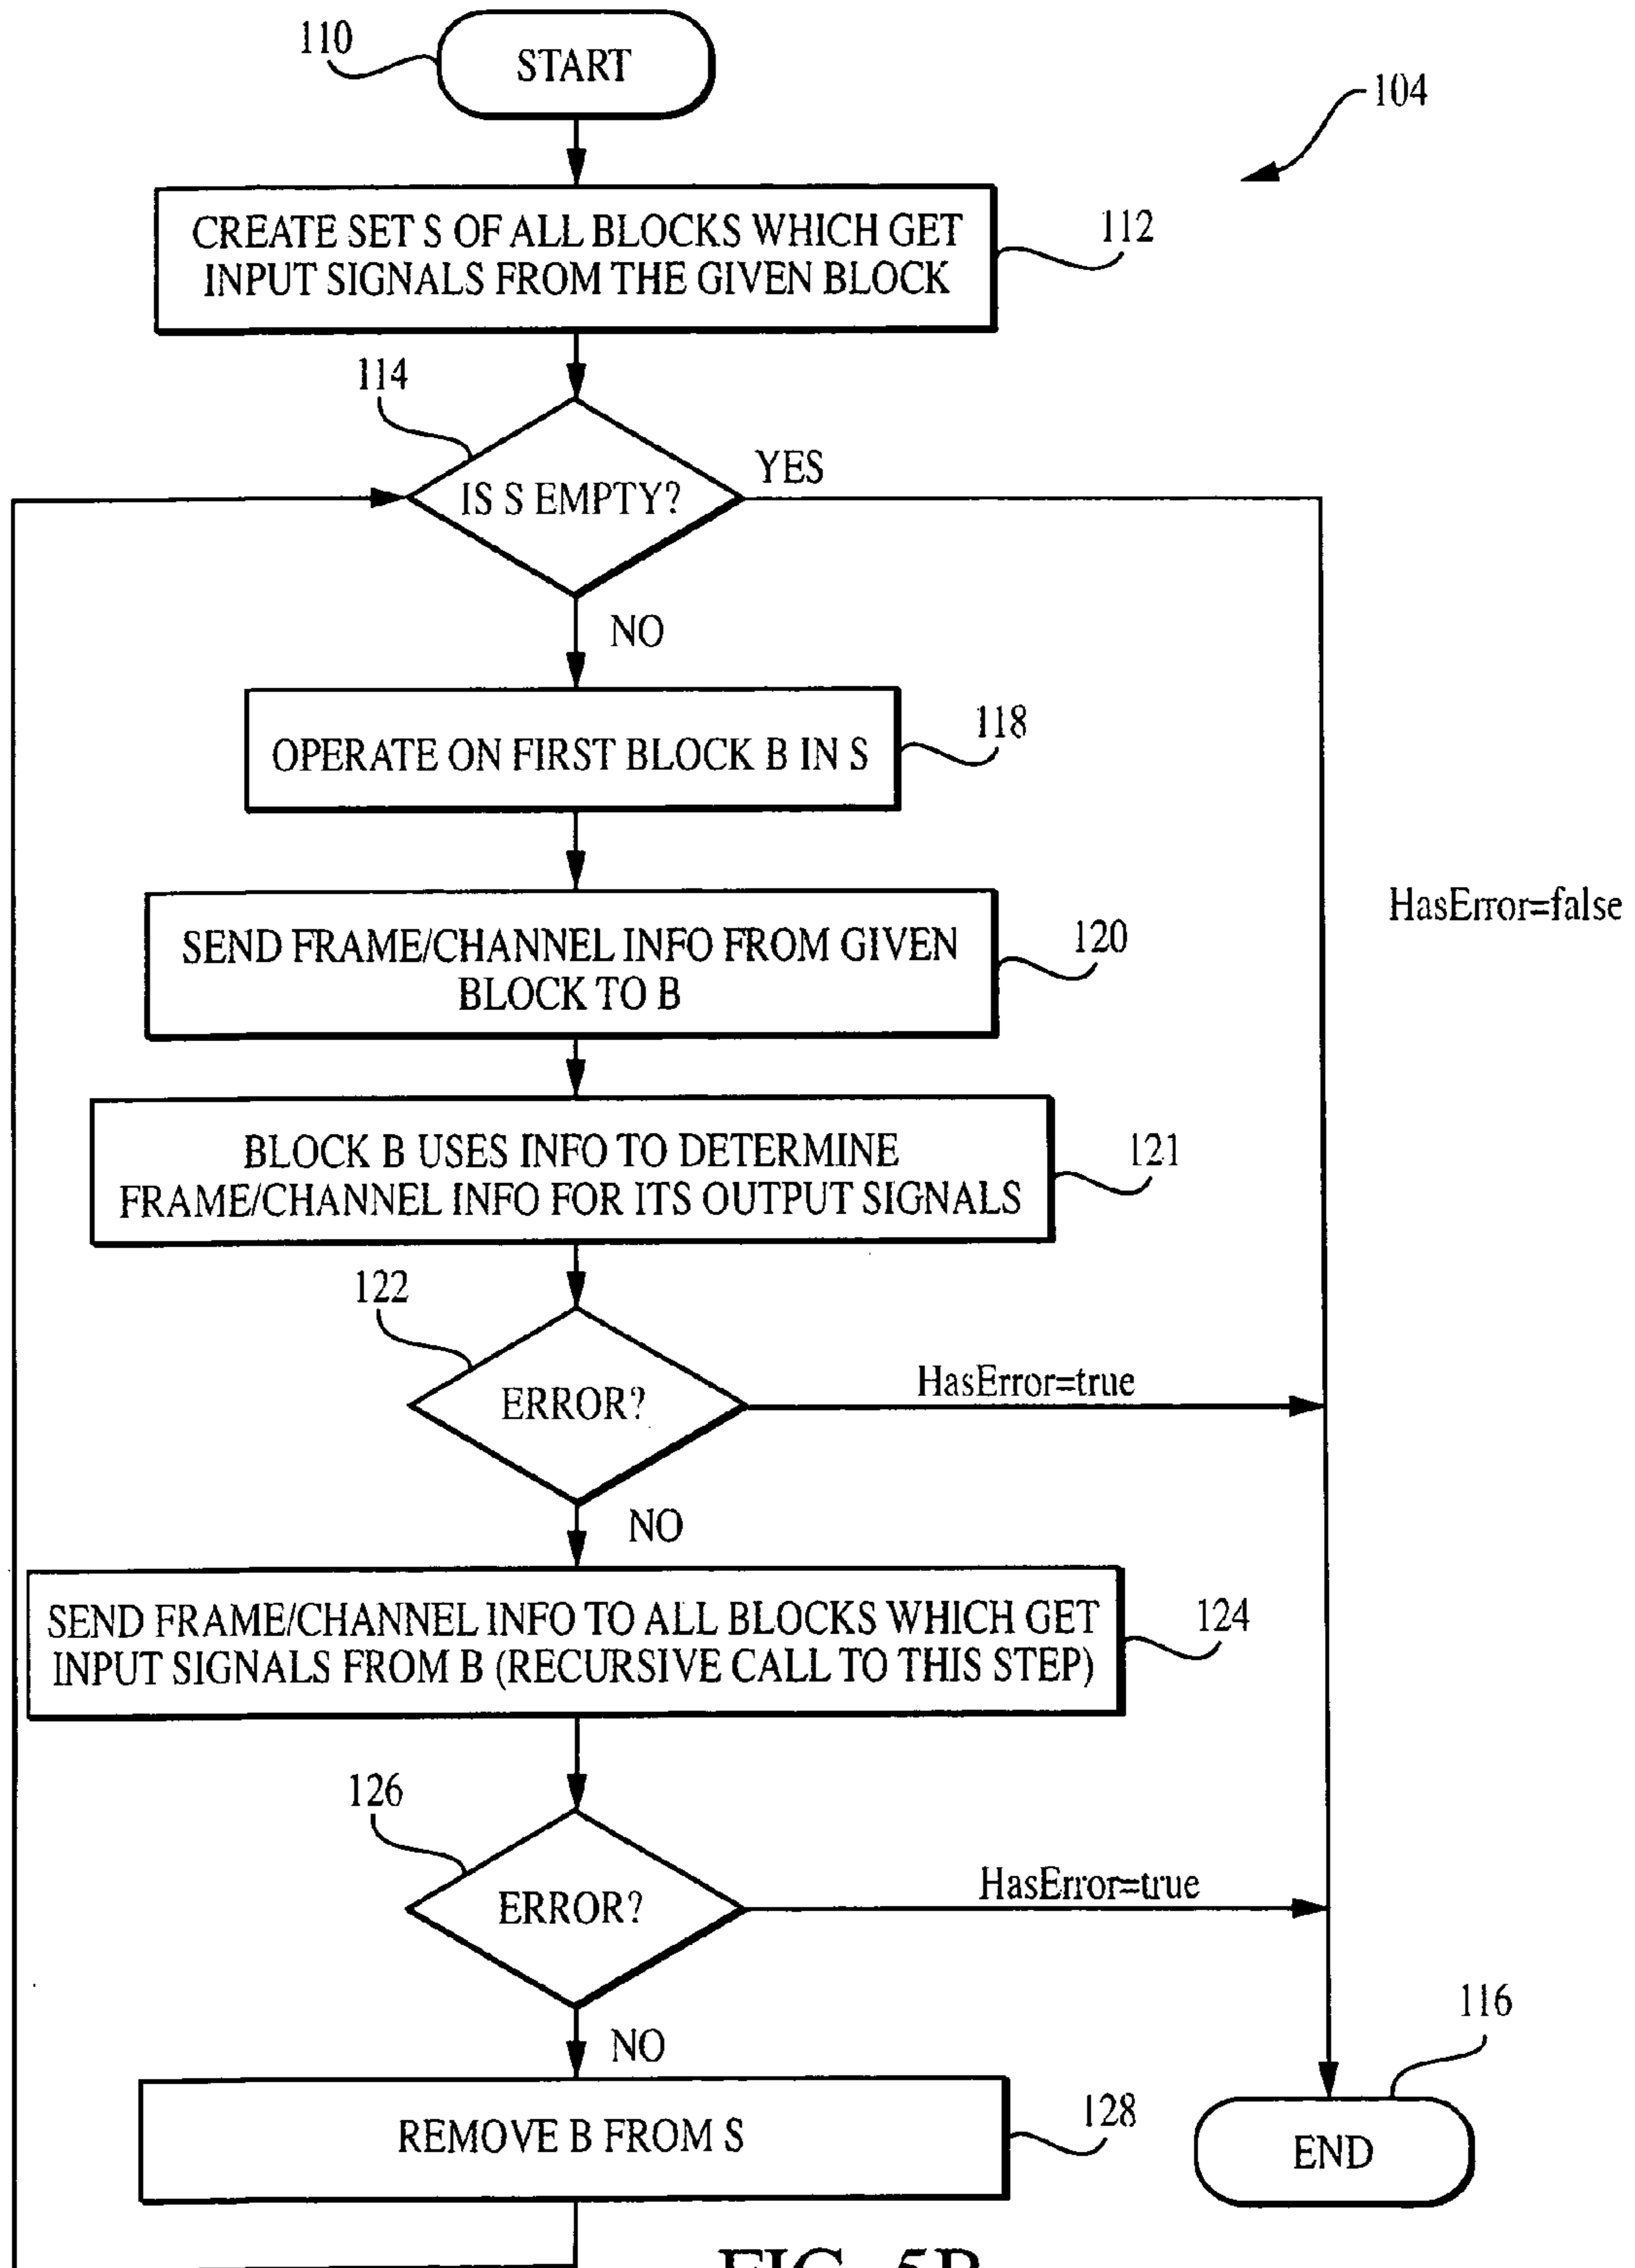 110
START
104
CREATE SET S OF ALL BLOCKS WHICH GET
INPUT SIGNALS FROM THE GIVEN BLOCK
112
114
IS S EMPTY?
YES
NO
OPERATE ON FIRST BLOCK B IN S
118
HasError=false
SEND FRAME/CHANNEL INFO FROM GIVEN
BLOCK TO B
120
BLOCK B USES INFO TO DETERMINE
FRAME/CHANNEL INFO FOR ITS OUTPUT SIGNALS
121
122
ERROR?
HasError=true
NO
SEND FRAME/CHANNEL INFO TO ALL BLOCKS WHICH GET
INPUT SIGNALS FROM B (RECURSIVE CALL TO THIS STEP)
124
126
ERROR?
HasError=true
NO
116
REMOVE B FROM S
128
END
FIG. 5B